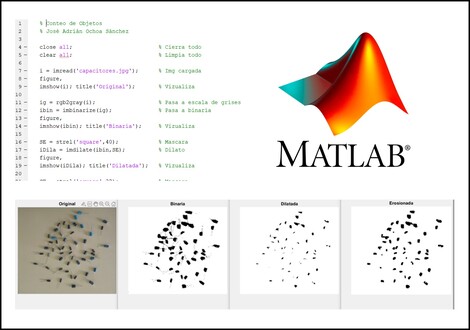 1 % Conteo de Objetos
2 % José Adrián Ochoa Sánchez
3
4 close all; % Cierra todo
5 clear all; % Limpia todo
6
7 i = imread('capacitores.jpg'); % Img cargada
8 figure,
9 imshow(i); title('Original') % Visualiza
10
11 ig = rgb2gray(i); % Pasa a escala de grises
12 ibin = imbinarize(ig); % Pasa a binaria
13 figure,
14 imshow(ibin); title('Binaria') % Visualiza
15
16 SE = strel('square',40); % Mascara
17 iDila = imdilate(ibin,SE); % Dilato
18 figure,
19 imshow(iDila); title('Dilatada') % Visualiza
20
MATLAB®
Original
Binaria
Dilatada
Erosionada